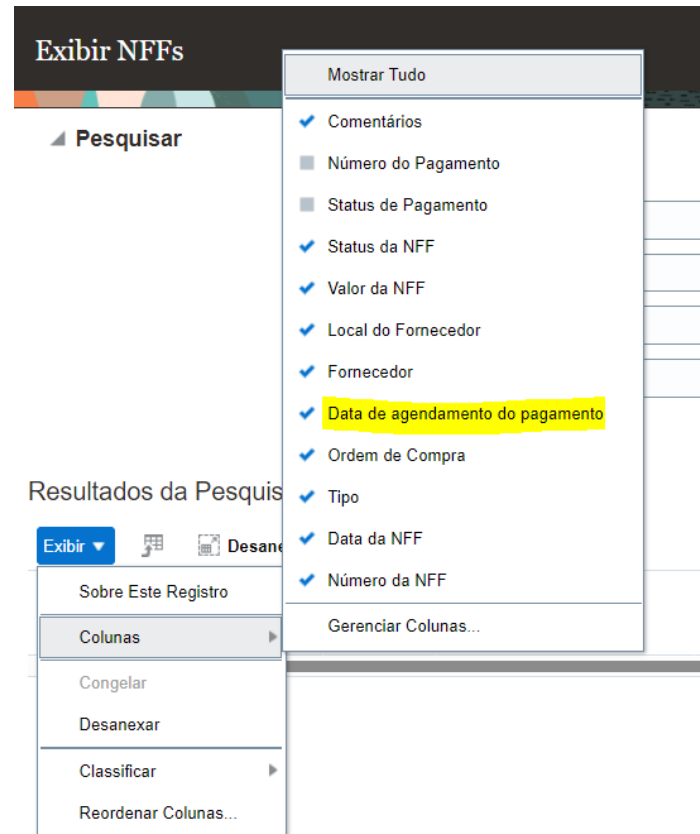 Exibir NFFs
Mostrar Tudo
Pesquisar
Comentários
Número do Pagamento
Status de Pagamento
Status da NFF
Valor da NFF
Local do Fornecedor
Fornecedor
Data de agendamento do pagamento
Ordem de Compra
Tipo
Data da NFF
Número da NFF
Gerenciar Colunas...
Resultados da Pesquis
Exibir
Desane
Sobre Este Registro
Colunas
Congelar
Desanexar
Classificar
Reordenar Colunas...